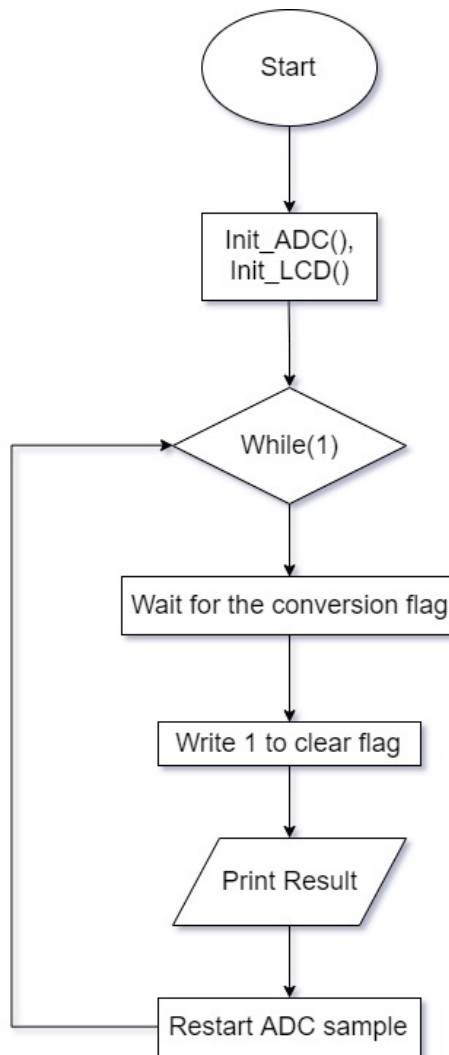 Start
Init_ADC(),
Init_LCD()
While(1)
Wait for the conversion flag
Write 1 to clear flag
Print Result
Restart ADC sample